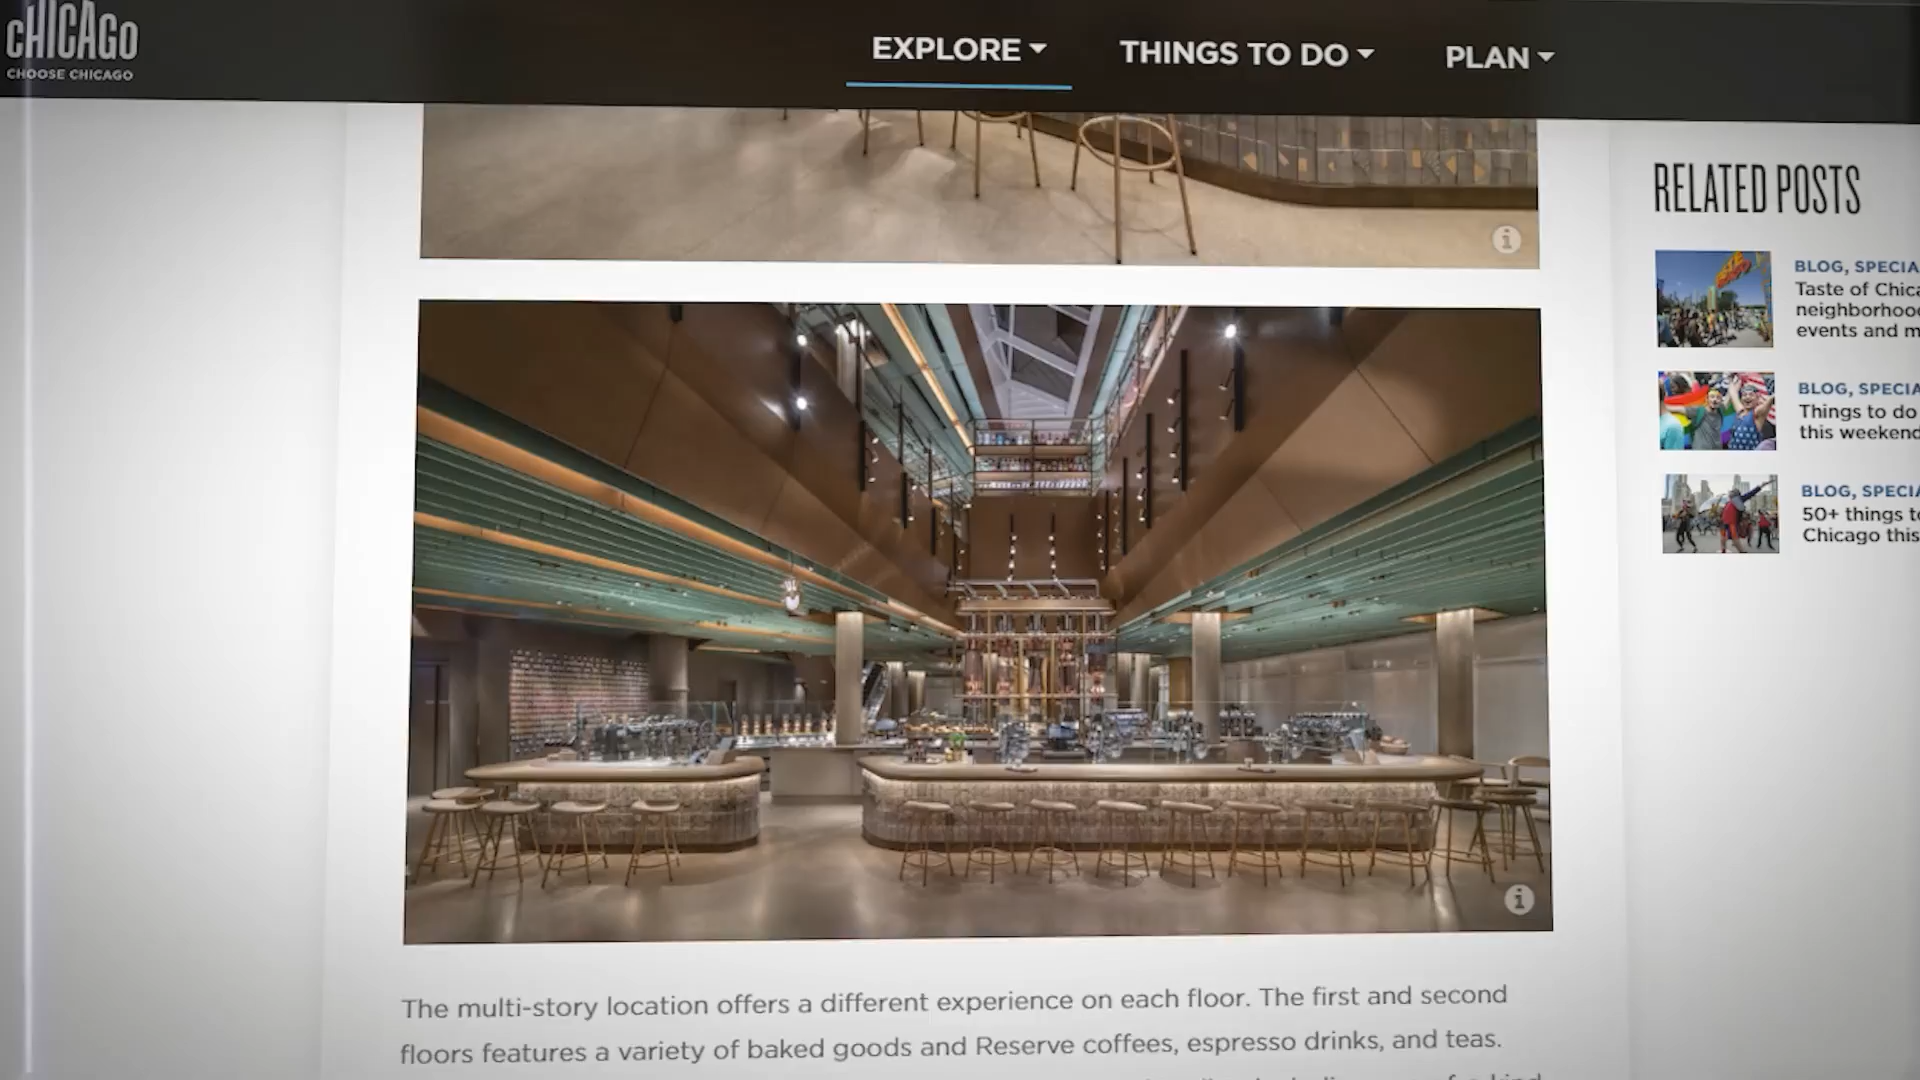 CHICAGO
CHOOSE CHICAGO
EXPLORE
THINGS TO DO
PLAN
RELATED POSTS
BLOG, SPECIA
Taste of Chica
neighborhood
events and m
BLOG, SPECIA
Things to do
this weekend
BLOG, SPECIA
50+ things to
Chicago this
The multi-story location offers a different experience on each floor. The first and second
floors features a variety of baked goods and Reserve coffees, espresso drinks, and teas.